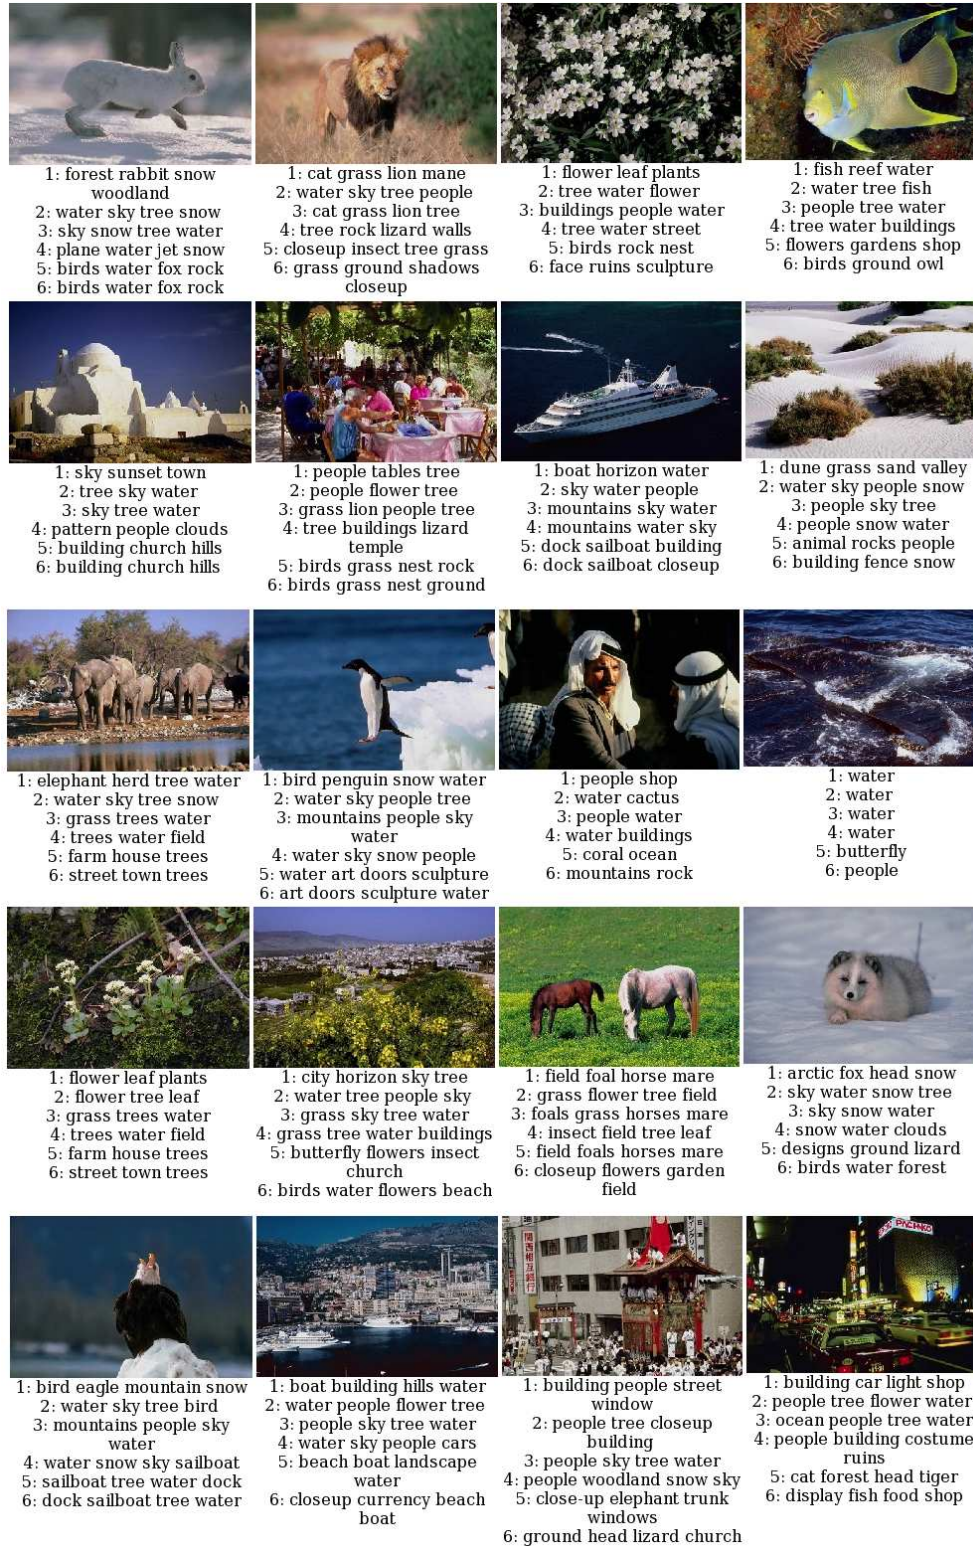 1: forest rabbit snow
woodland
2: water sky tree snow
3: sky snow tree water
4: plane water jet snow
5: birds water fox rock
6: birds water fox rock
1: cat grass lion mane
2: water sky tree people
3: cat grass lion tree
4: tree rock lizard walls
5: closeup insect tree grass
6: grass ground shadows
closeup
1: flower leaf plants
2: tree water flower
3: buildings people water
4: tree water street
5: birds rock nest
6: face ruins sculpture
1: fish reef water
2: water tree fish
3: people tree water
4: tree water buildings
5: flowers gardens shop
6: birds ground owl
1: sky sunset town
2: tree sky water
3: sky tree water
4: pattern people clouds
5: building church hills
6: building church hills
1: people tables tree
2: people flower tree
3: grass lion people tree
4: tree buildings lizard
temple
5: birds grass nest rock
6: birds grass nest ground
1: boat horizon water
2: sky water people
3: mountains sky water
4: mountains water sky
5: dock sailboat building
6: dock sailboat closeup
1: dune grass sand valley
2: water sky people snow
3: people sky tree
4: people snow water
5: animal rocks people
6: building fence snow
1: elephant herd tree water
2: water sky tree snow
3: grass trees water
4: trees water field
5: farm house trees
6: street town trees
1: bird penguin snow water
2: water sky people tree
3: mountains people sky
water
4: water sky snow people
5: water art doors sculpture
6: art doors sculpture water
1: people shop
2: water cactus
3: people water
4: water buildings
5: coral ocean
6: mountains rock
1: water
2: water
3: water
4: water
5: butterfly
6: people
1: flower leaf plants
2: flower tree leaf
3: grass trees water
4: trees water field
5: farm house trees
6: street town trees
1: city horizon sky tree
2: water tree people sky
3: grass sky tree water
4: grass tree water buildings
5: butterfly flowers insect
church
6: birds water flowers beach
1: field foal horse mare
2: grass flower tree field
3: foals grass horses mare
4: insect field tree leaf
5: field foals horses mare
6: closeup flowers garden
field
1: arctic fox head snow
2: sky water snow tree
3: sky snow water
4: snow water clouds
5: designs ground lizard
6: birds water forest
1: bird eagle mountain snow
2: water sky tree bird
3: mountains people sky
water
4: water snow sky sailboat
5: sailboat tree water dock
6: dock sailboat tree water
1: boat building hills water
2: water people flower tree
3: people sky tree water
4: water sky people cars
5: beach boat landscape
water
6: closeup currency beach
boat
関西相互銀行
1: building people street
window
2: people tree closeup
building
3: people sky tree water
4: people woodland snow sky
5: close-up elephant trunk
windows
6: ground head lizard church
PACHINKO
1: building car light shop
2: people tree flower water
3: ocean people tree water
4: people building costume
ruins
5: cat forest head tiger
6: display fish food shop